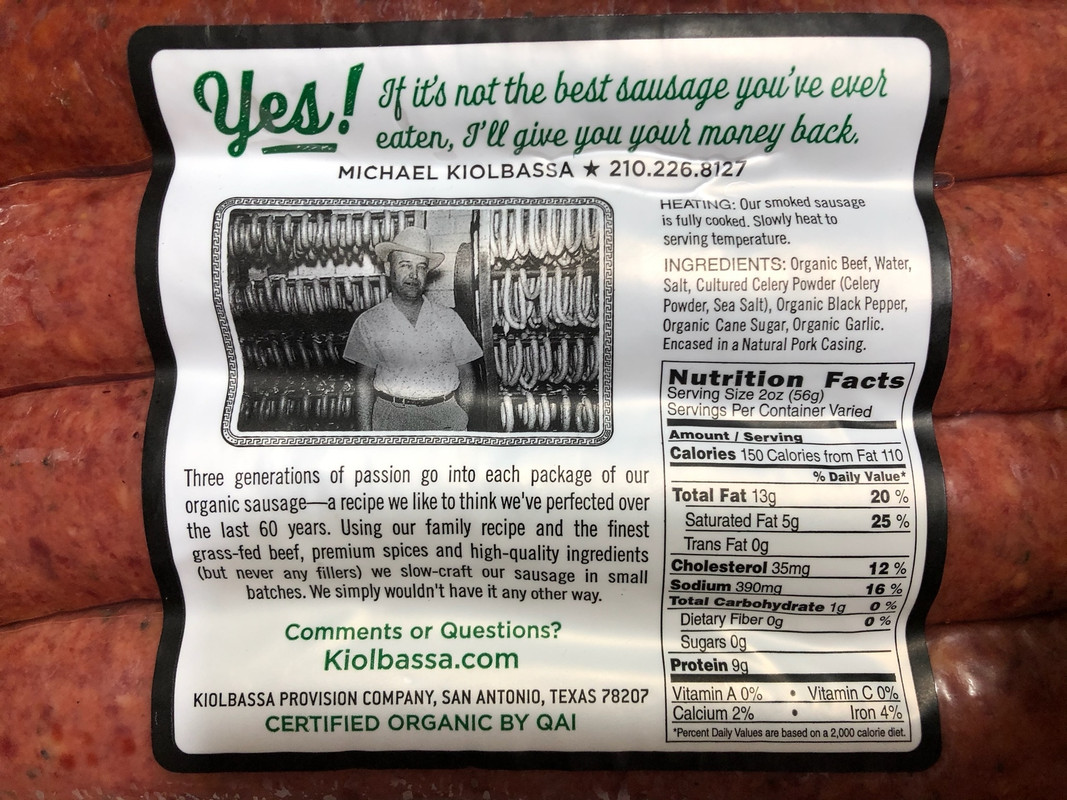 Yes! If it's not the best sausage you've ever
eaten, I'll give you your money back.
MICHAEL KIOLBASSA ★ 210.226.8127
HEATING: Our smoked sausage
is fully cooked. Slowly heat to
serving temperature.
INGREDIENTS: Organic Beef, Water,
Salt, Cultured Celery Powder (Celery
Powder, Sea Salt), Organic Black Pepper,
Organic Cane Sugar, Organic Garlic.
Encased in a Natural Pork Casing.
Three generations of passion go into each package of our
organic sausage—a recipe we like to think we've perfected over
the last 60 years. Using our family recipe and the finest
grass-fed beef, premium spices and high-quality ingredients
(but never any fillers) we slow-craft our sausage in small
batches. We simply wouldn't have it any other way.
Comments or Questions?
Kiolbassa.com
KIOLBASSA PROVISION COMPANY, SAN ANTONIO, TEXAS 78207
CERTIFIED ORGANIC BY QAI
Nutrition Facts
Serving Size 2oz (56g)
Servings Per Container Varied
Amount / Serving
Calories 150 Calories from Fat 110
% Daily Value*
Total Fat 13g 20 %
Saturated Fat 5g 25 %
Trans Fat 0g
Cholesterol 35mg 12 %
Sodium 390mg 16 %
Total Carbohydrate 1g 0 %
Dietary Fiber 0g 0 %
Sugars 0g
Protein 9g
Vitamin A 0% • Vitamin C 0%
Calcium 2% • Iron 4%
*Percent Daily Values are based on a 2,000 calorie diet.